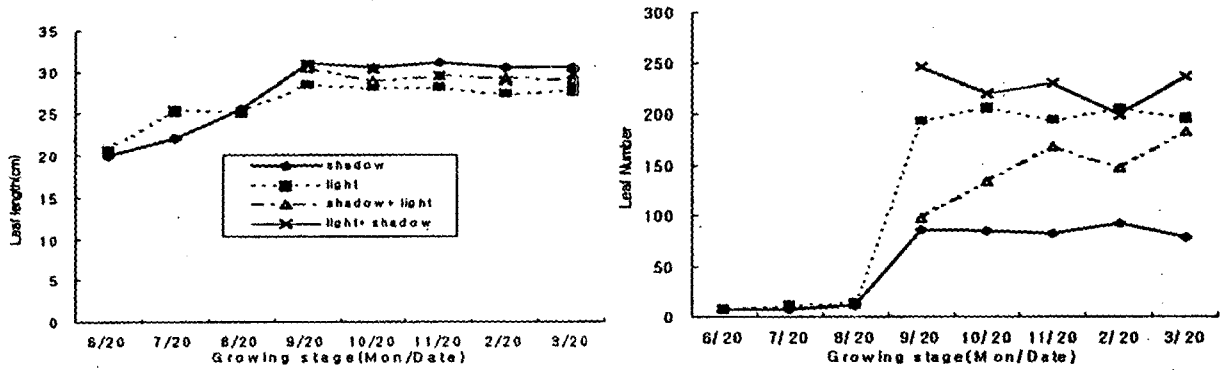 35
30
25
20
15
10
5
0
Leaf length(cm)
shadow
light
shadow+ light
light+ shadow
6/20 7/20 8/20 9/20 10/20 11/20 2/20 3/20
Growing stage(Mon/Date)
300
250
200
150
100
50
0
Leaf Number
6/20 7/20 8/20 9/20 10/20 11/20 2/20 3/20
Growing stage(Mon/Date)